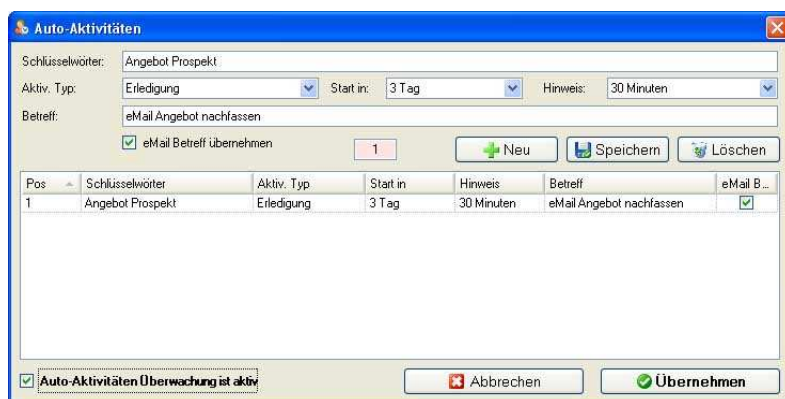 Auto-Aktivitäten
Schlüsselwörter: Angebot Prospekt
Aktiv. Typ: Erledigung Start in: 3 Tag Hinweis: 30 Minuten
Betreff: eMail Angebot nachfassen
eMail Betreff übernehmen 1 Neu Speichern Löschen
Pos Schlüsselwörter Aktiv. Typ Start in Hinweis Betreff eMail B...
1 Angebot Prospekt Erledigung 3 Tag 30 Minuten eMail Angebot nachfassen
Auto-Aktivitäten Überwachung ist aktiv Abbrechen Übernehmen